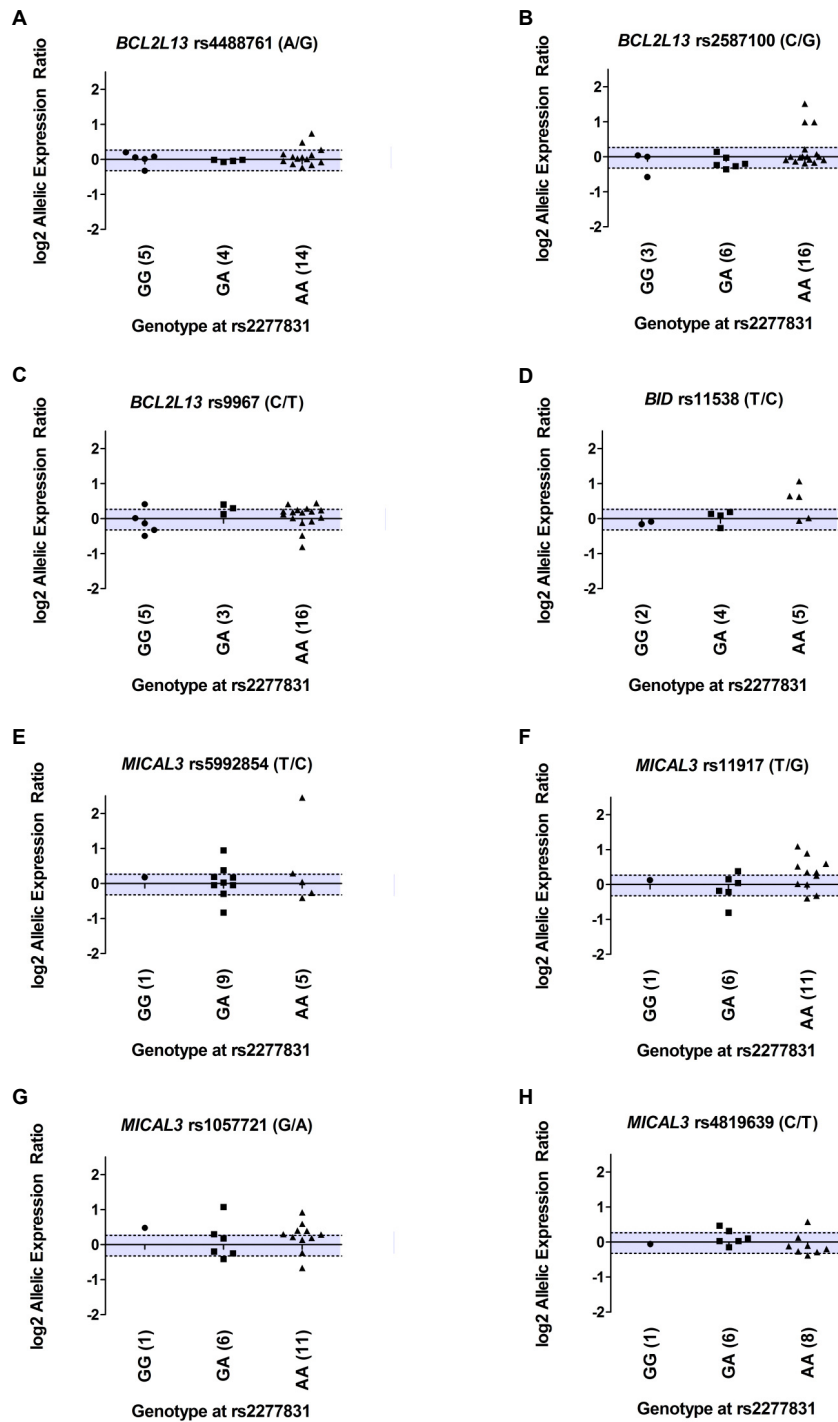 A
BCL2L13 rs4488761 (A/G)
log2 Allelic Expression Ratio
2
1
0
-1
-2
GG (5)
GA (4)
AA (14)
Genotype at rs2277831
B
BCL2L13 rs2587100 (C/G)
log2 Allelic Expression Ratio
2
1
0
-1
-2
GG (3)
GA (6)
AA (16)
Genotype at rs2277831
C
BCL2L13 rs9967 (C/T)
log2 Allelic Expression Ratio
2
1
0
-1
-2
GG (5)
GA (3)
AA (16)
Genotype at rs2277831
D
BID rs11538 (T/C)
log2 Allelic Expression Ratio
2
1
0
-1
-2
GG (2)
GA (4)
AA (5)
Genotype at rs2277831
E
MICAL3 rs5992854 (T/C)
log2 Allelic Expression Ratio
2
1
0
-1
-2
GG (1)
GA (9)
AA (5)
Genotype at rs2277831
F
MICAL3 rs11917 (T/G)
log2 Allelic Expression Ratio
2
1
0
-1
-2
GG (1)
GA (6)
AA (11)
Genotype at rs2277831
G
MICAL3 rs1057721 (G/A)
log2 Allelic Expression Ratio
2
1
0
-1
-2
GG (1)
GA (6)
AA (11)
Genotype at rs2277831
H
MICAL3 rs4819639 (C/T)
log2 Allelic Expression Ratio
2
1
0
-1
-2
GG (1)
GA (6)
AA (8)
Genotype at rs2277831